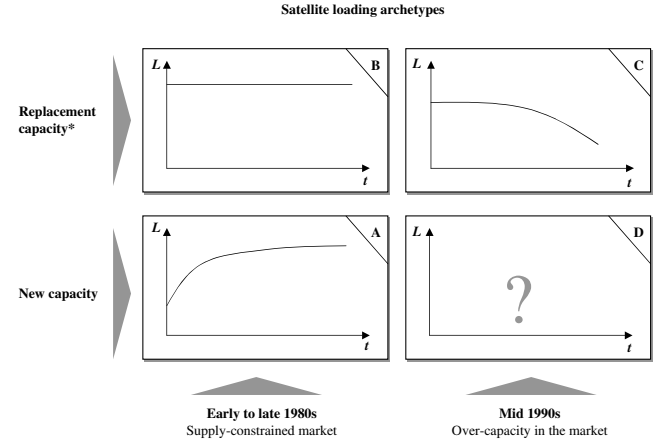 Satellite loading archetypes
L
B
t
L
C
t
Replacement
capacity*
L
A
t
L
D
?
t
New capacity
Early to late 1980s
Supply-constrained market
Mid 1990s
Over-capacity in the market